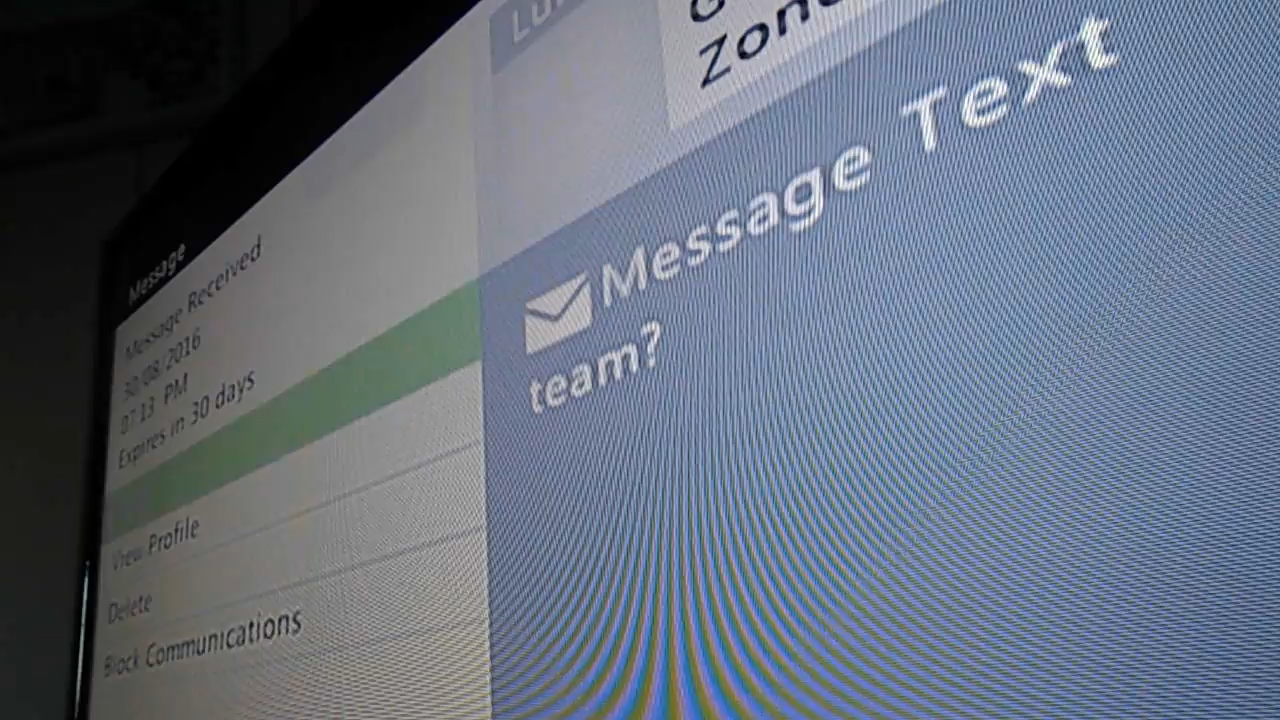 Message
Message Received
30/08/2016
07:13 PM
Expires in 30 days
View Profile
Delete
Block Communications
Message Text
team?